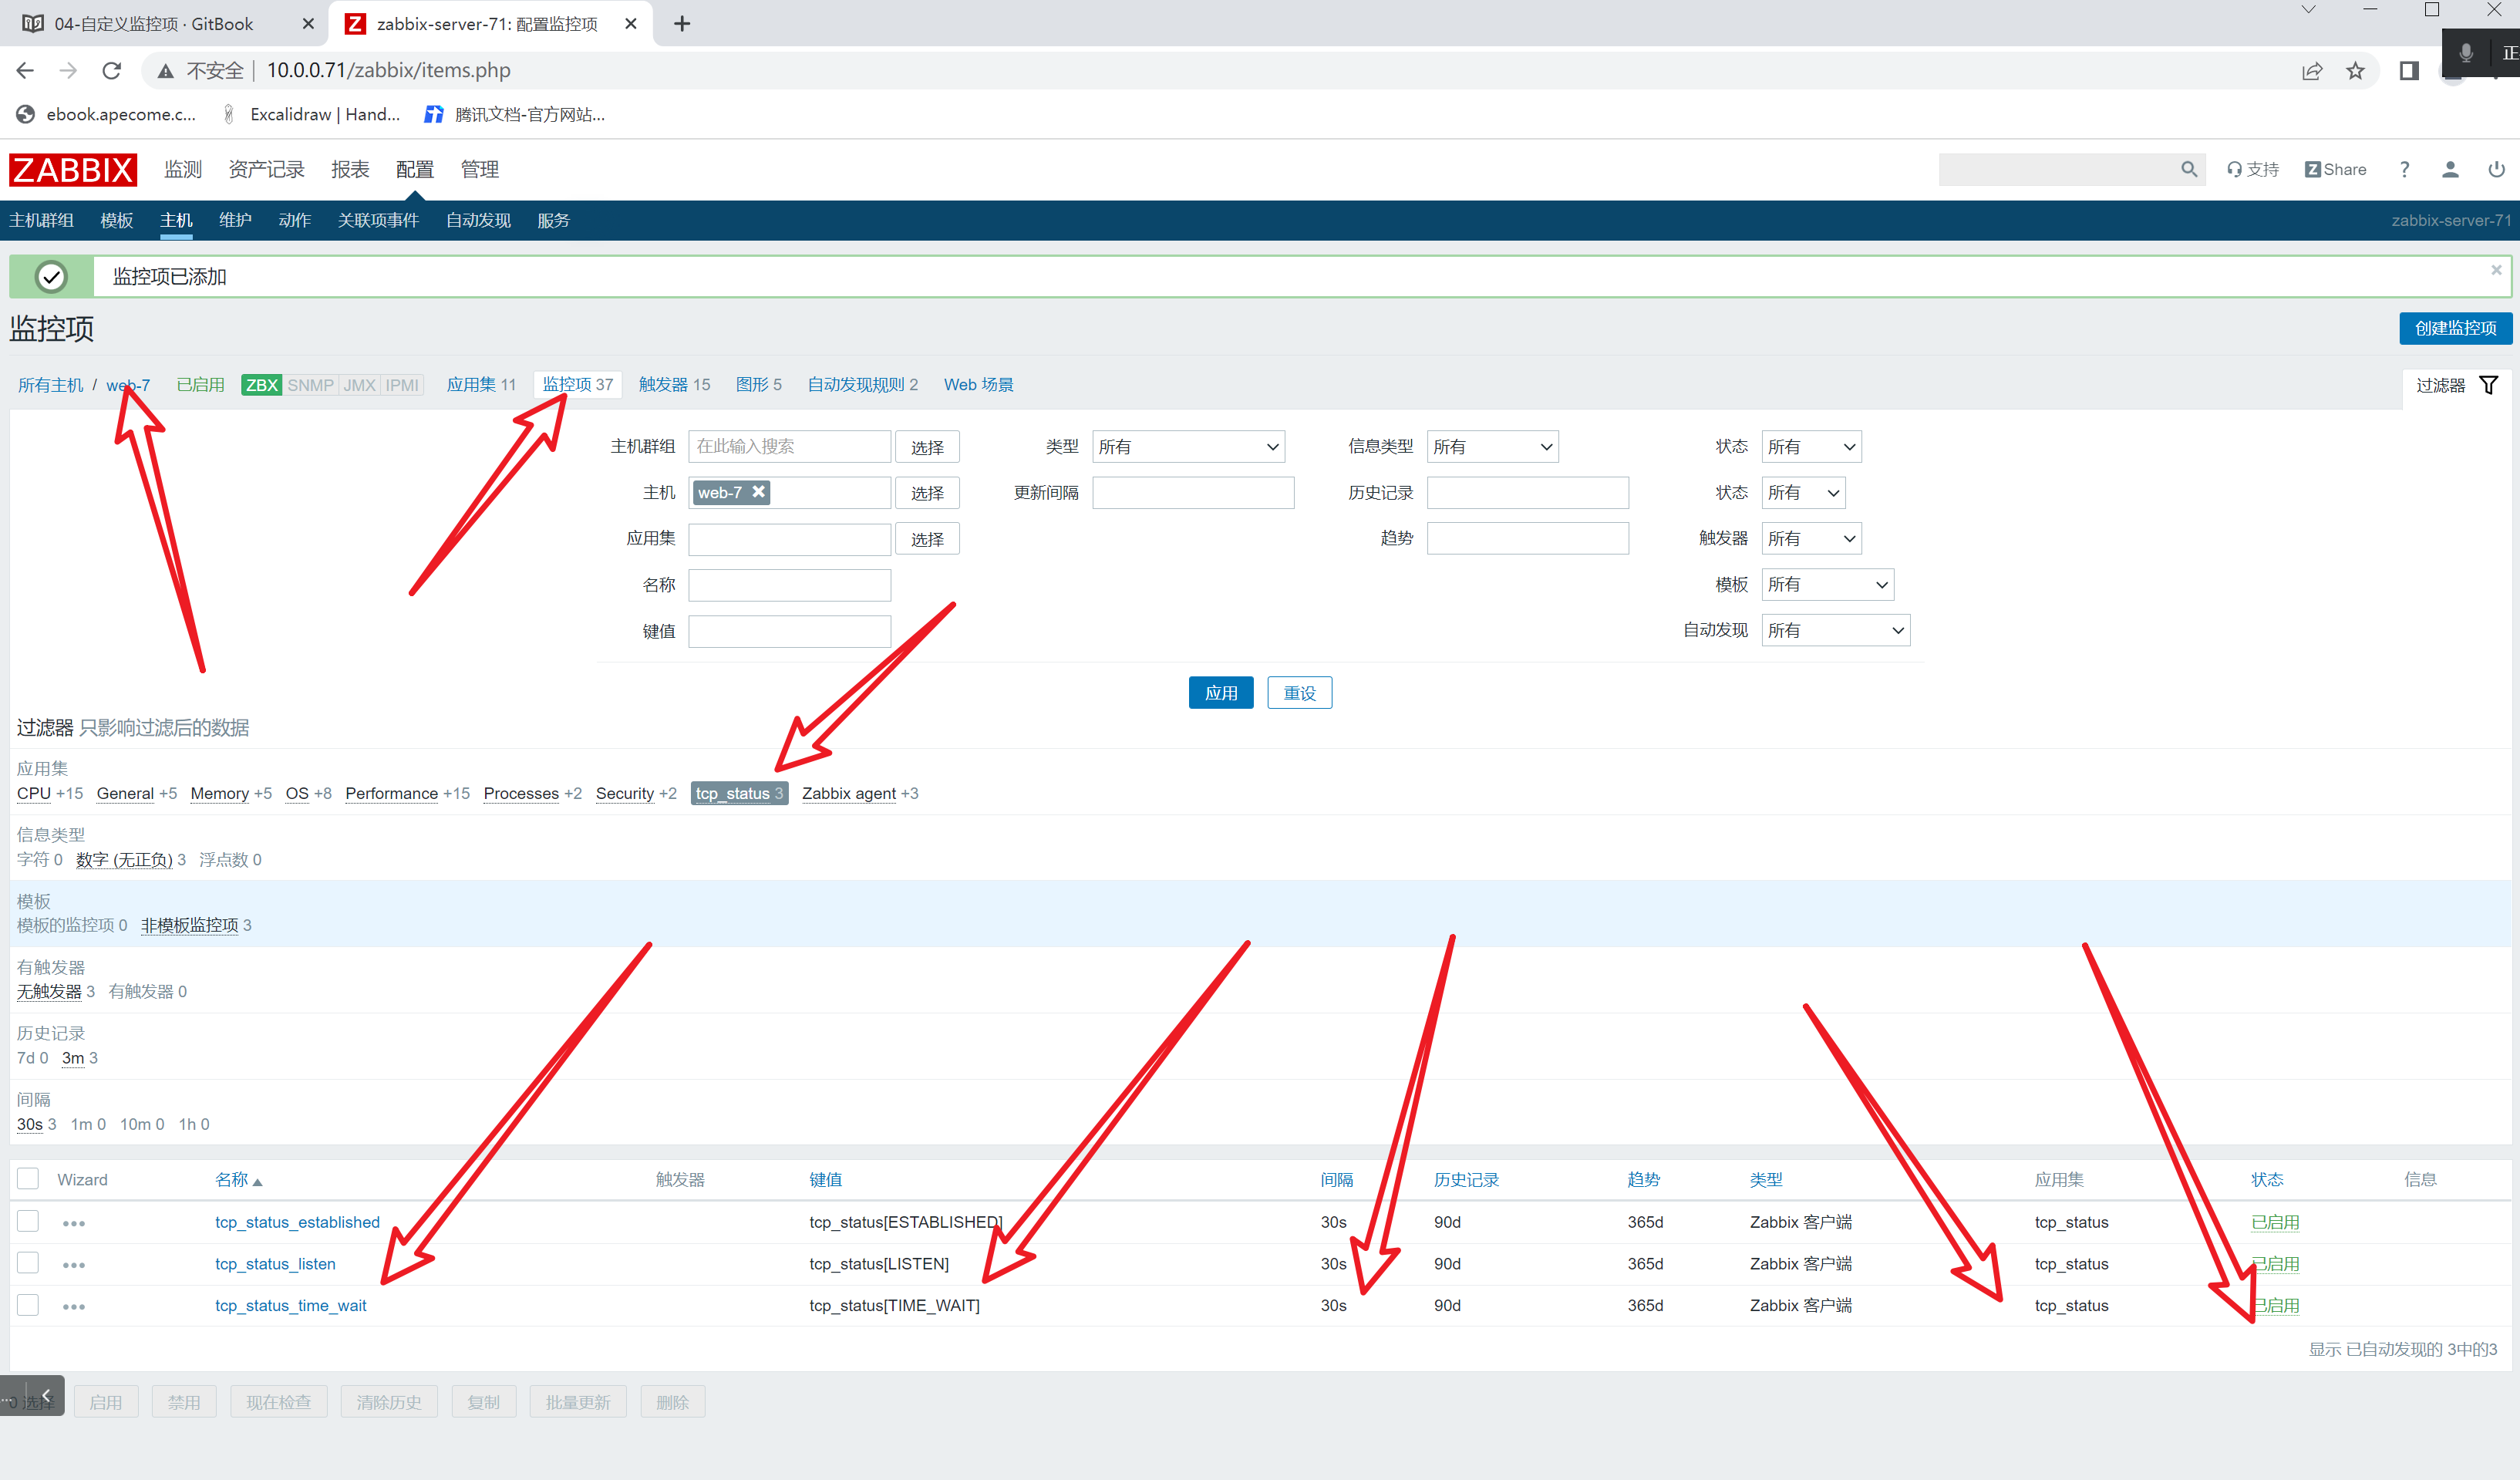 04-自定义监控项 · GitBook
zabbix-server-71: 配置监控项
不安全 10.0.0.71/zabbix/items.php
正
ebook.apecome.c... Excalidraw | Hand... 腾讯文档-官方网站...
ZABBIX 监测 资产记录 报表 配置 管理 支持 Z Share ?
主机群组 模板 主机 维护 动作 关联项事件 自动发现 服务 zabbix-server-71
监控项已添加
监控项 创建监控项
所有主机 / web-7 已启用 ZBX SNMP JMX IPMI 应用集 11 监控项 37 触发器 15 图形 5 自动发现规则 2 Web 场景 过滤器
主机群组 在此输入搜索 选择 类型 所有 信息类型 所有 状态 所有
主机 web-7 选择 更新间隔 历史记录 状态 所有
应用集 选择 趋势 触发器 所有
名称 模板 所有
键值 自动发现 所有
应用 重设
过滤器 只影响过滤后的数据
应用集
CPU +15 General +5 Memory +5 OS +8 Performance +15 Processes +2 Security +2 tcp_status 3 Zabbix agent +3
信息类型
字符 0 数字 (无正负) 3 浮点数 0
模板
模板的监控项 0 非模板监控项 3
有触发器
无触发器 3 有触发器 0
历史记录
7d 0 3m 3
间隔
30s 3 1m 0 10m 0 1h 0
Wizard 名称 触发器 键值 间隔 历史记录 趋势 类型 应用集 状态 信息
tcp_status_established tcp_status[ESTABLISHED] 30s 90d 365d Zabbix 客户端 tcp_status 已启用
tcp_status_listen tcp_status[LISTEN] 30s 90d 365d Zabbix 客户端 tcp_status 已启用
tcp_status_time_wait tcp_status[TIME_WAIT] 30s 90d 365d Zabbix 客户端 tcp_status 已启用
显示 已自动发现的 3中的3
0 选择 启用 禁用 现在检查 清除历史 复制 批量更新 删除